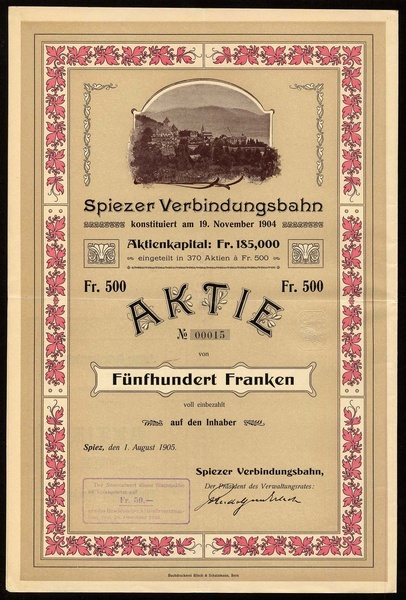 Spiezer Verbindungsbahn
konstituiert am 19. November 1904
Aktienkapital: Fr. 185,000
eingeteilt in 370 Aktien à Fr. 500
Fr. 500 Fr. 500
AKTIE
No 00015
von
Fünfhundert Franken
voll einbezahlt
auf den Inhaber
Spiez, den 1. August 1905.
Spiezer Verbindungsbahn,
Der Präsident des Verwaltungsrates:
Fr. 50.—
Buchdruckerei